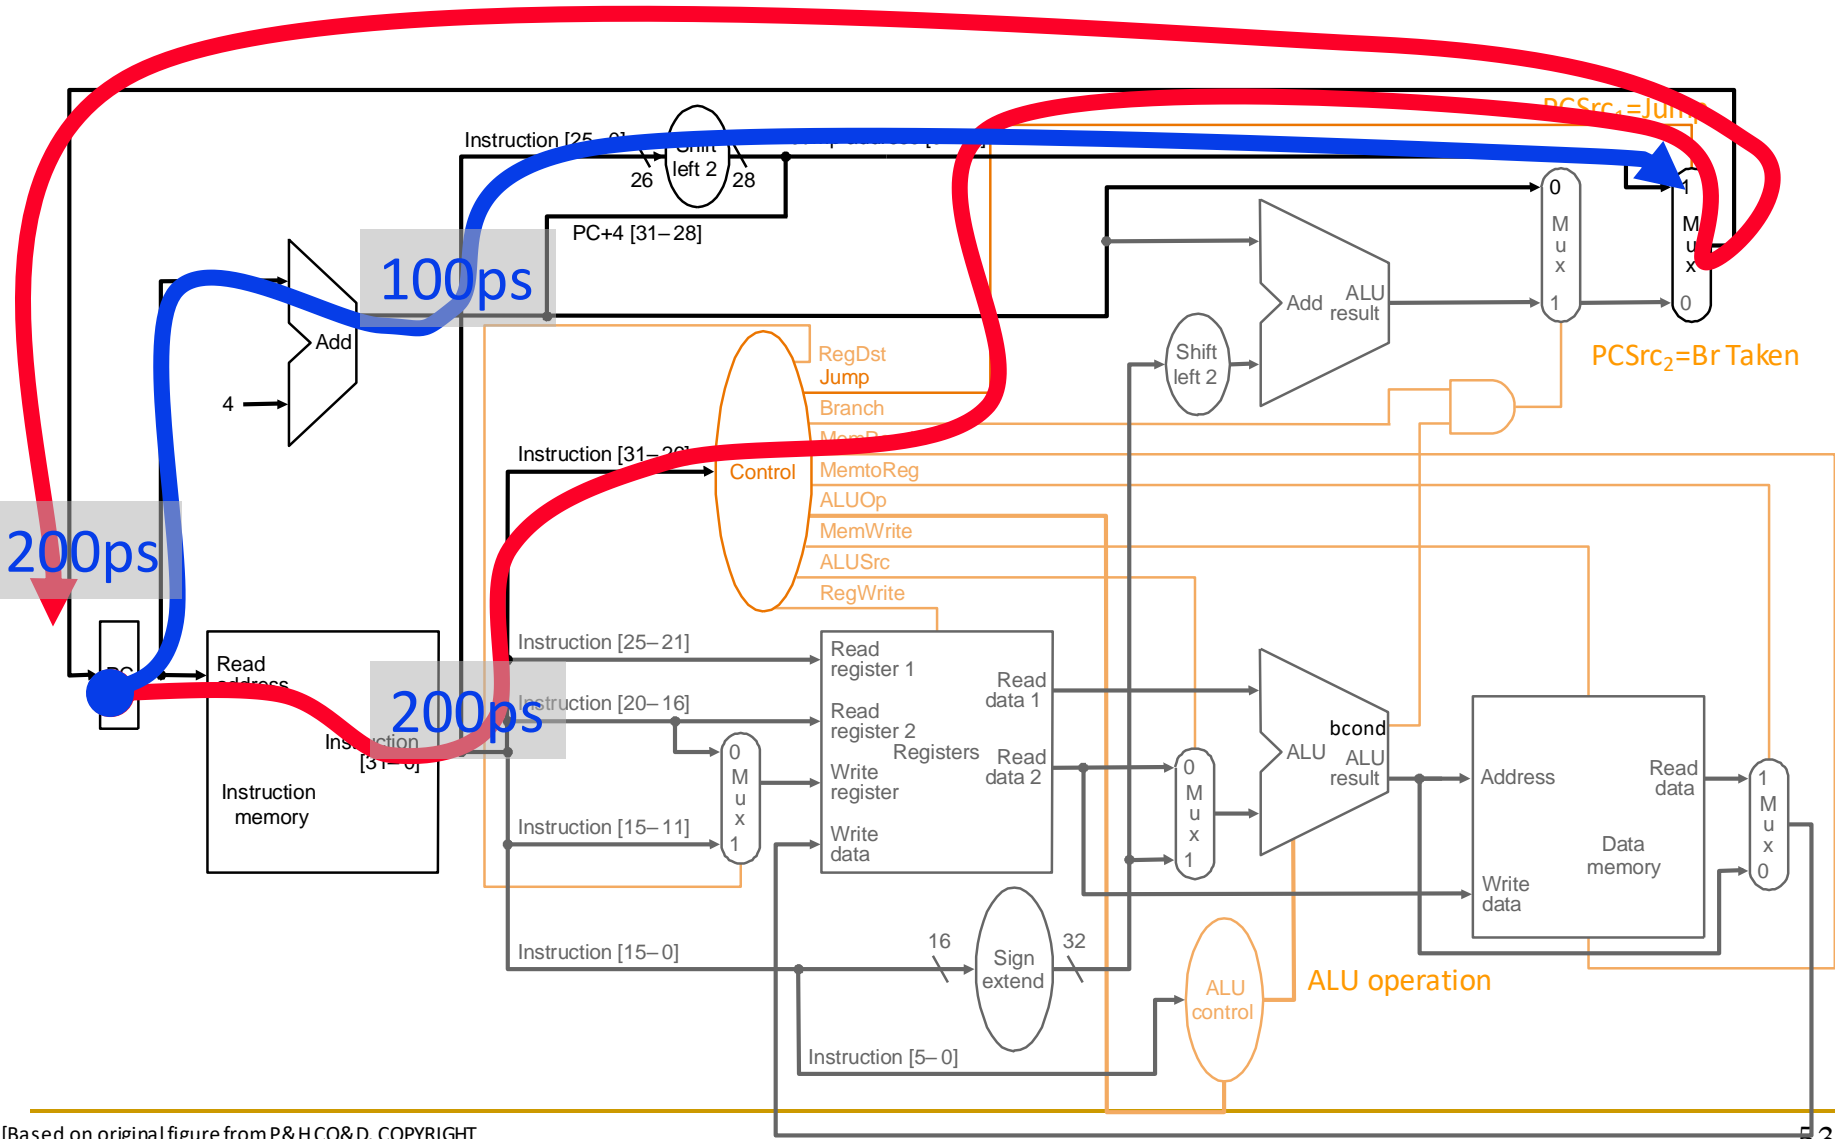 PCSrc1=Jump
Instruction [25–0]
Shift
left 2
26
28
PC+4 [31–28]
100ps
Add
4
0
M
u
x
1
1
M
u
x
0
Add
ALU
result
Shift
left 2
PCSrc2=Br Taken
RegDst
Jump
Branch
MemtoReg
ALUOp
MemWrite
ALUSrc
RegWrite
Control
200ps
PC
Read
address
Instruction
[31–0]
Instruction
memory
200ps
Instruction [25–21]
Instruction [20–16]
Instruction [15–11]
Instruction [15–0]
Instruction [5–0]
0
M
u
x
1
Read
register 1
Read
register 2
Write
register
Write
data
Registers
Read
data 1
Read
data 2
0
M
u
x
1
bcond
ALU
ALU
result
Address
Write
data
Read
data
Data
memory
1
M
u
x
0
16
Sign
extend
32
ALU
control
ALU operation
[Based on original figure from P&H CO&D, COPYRIGHT